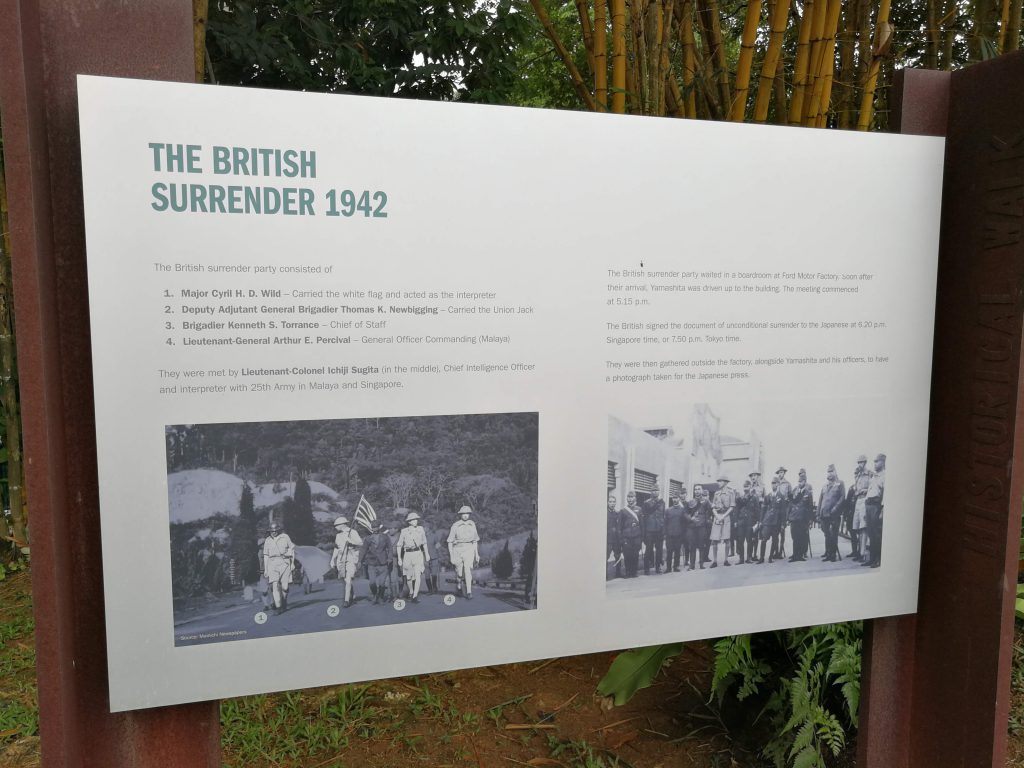 THE BRITISH
SURRENDER 1942
The British surrender party consisted of
1. Major Cyril H. D. Wild – Carried the white flag and acted as the interpreter
2. Deputy Adjutant General Brigadier Thomas K. Newbigging – Carried the Union Jack
3. Brigadier Kenneth S. Torrance – Chief of Staff
4. Lieutenant-General Arthur E. Percival – General Officer Commanding (Malaya)
They were met by Lieutenant-Colonel Ichiji Sugita (in the middle), Chief Intelligence Officer
and interpreter with 25th Army in Malaya and Singapore.
1
2
3
4
Source: Mainichi Newspapers
The British surrender party waited in a boardroom at Ford Motor Factory. Soon after
their arrival, Yamashita was driven up to the building. The meeting commenced
at 5.15 p.m.
The British signed the document of unconditional surrender to the Japanese at 6.20 p.m.
Singapore time, or 7.50 p.m. Tokyo time.
They were then gathered outside the factory, alongside Yamashita and his officers, to have
a photograph taken for the Japanese press.
HISTORICAL WALK